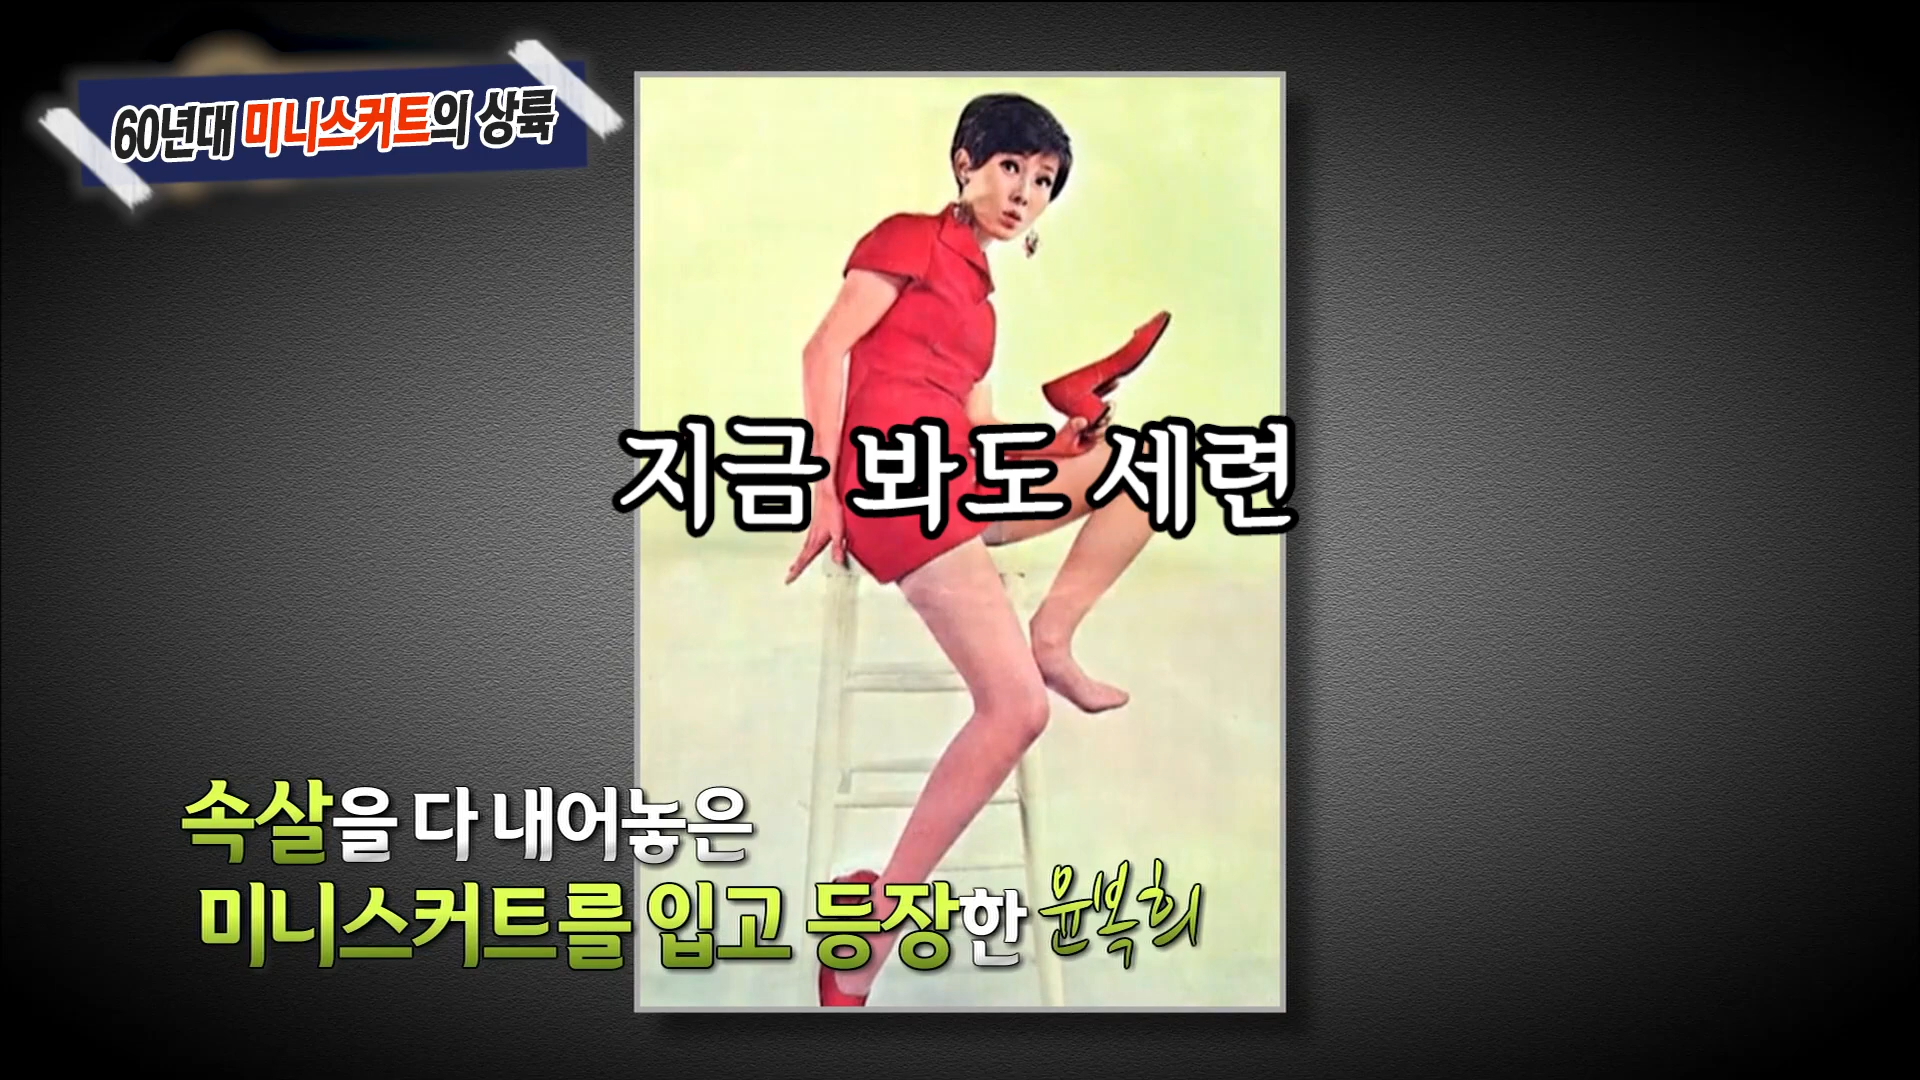 60년대 미니스커트의 상륙
지금 봐도 세련
속살을 다 내어놓은
미니스커트를 입고 등장한 윤복희